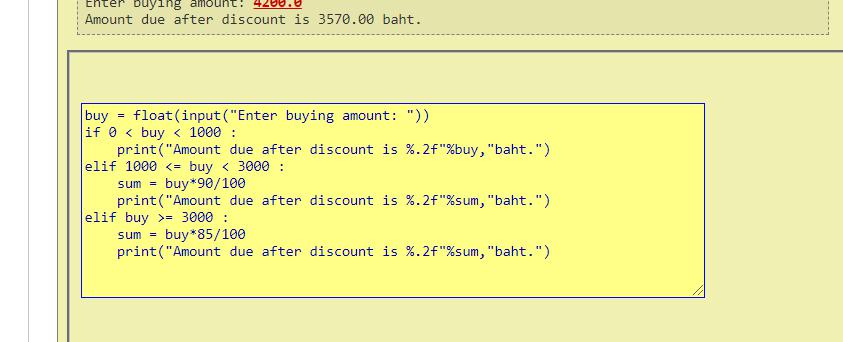 Enter buying amount: 4200.0
Amount due after discount is 3570.00 baht.
buy = float(input("Enter buying amount: "))
if 0 < buy < 1000 :
    print("Amount due after discount is %.2f"%buy,"baht.")
elif 1000 <= buy < 3000 :
    sum = buy*90/100
    print("Amount due after discount is %.2f"%sum,"baht.")
elif buy >= 3000 :
    sum = buy*85/100
    print("Amount due after discount is %.2f"%sum,"baht.")